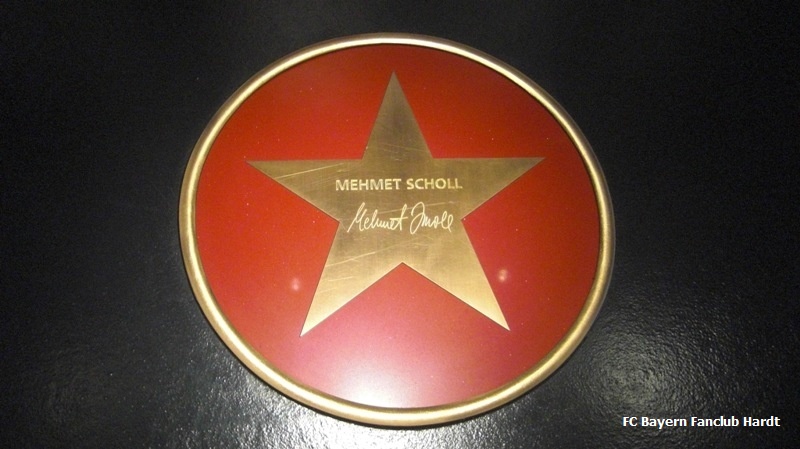 MEHMET SCHOLL
Mehmet Scholl
FC Bayern Fanclub Hardt